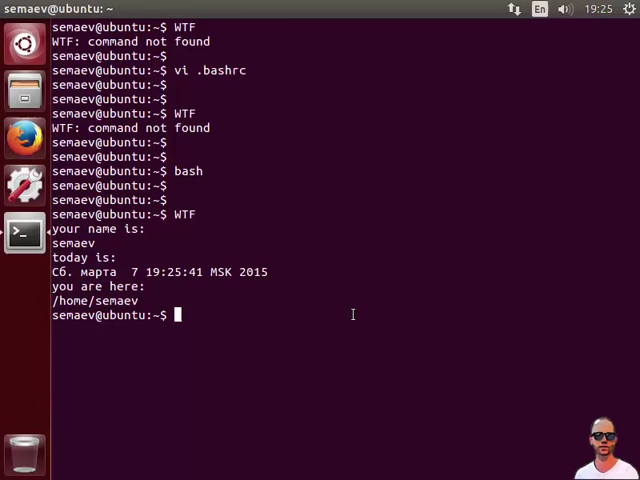 semaev@ubuntu: ~
En
19:25
semaev@ubuntu:~$ WTF
WTF: command not found
semaev@ubuntu:~$
semaev@ubuntu:~$ vi .bashrc
semaev@ubuntu:~$
semaev@ubuntu:~$
semaev@ubuntu:~$ WTF
WTF: command not found
semaev@ubuntu:~$
semaev@ubuntu:~$
semaev@ubuntu:~$ bash
semaev@ubuntu:~$
semaev@ubuntu:~$
semaev@ubuntu:~$ WTF
your name is:
semaev
today is:
Сб. марта  7 19:25:41 MSK 2015
you are here:
/home/semaev
semaev@ubuntu:~$